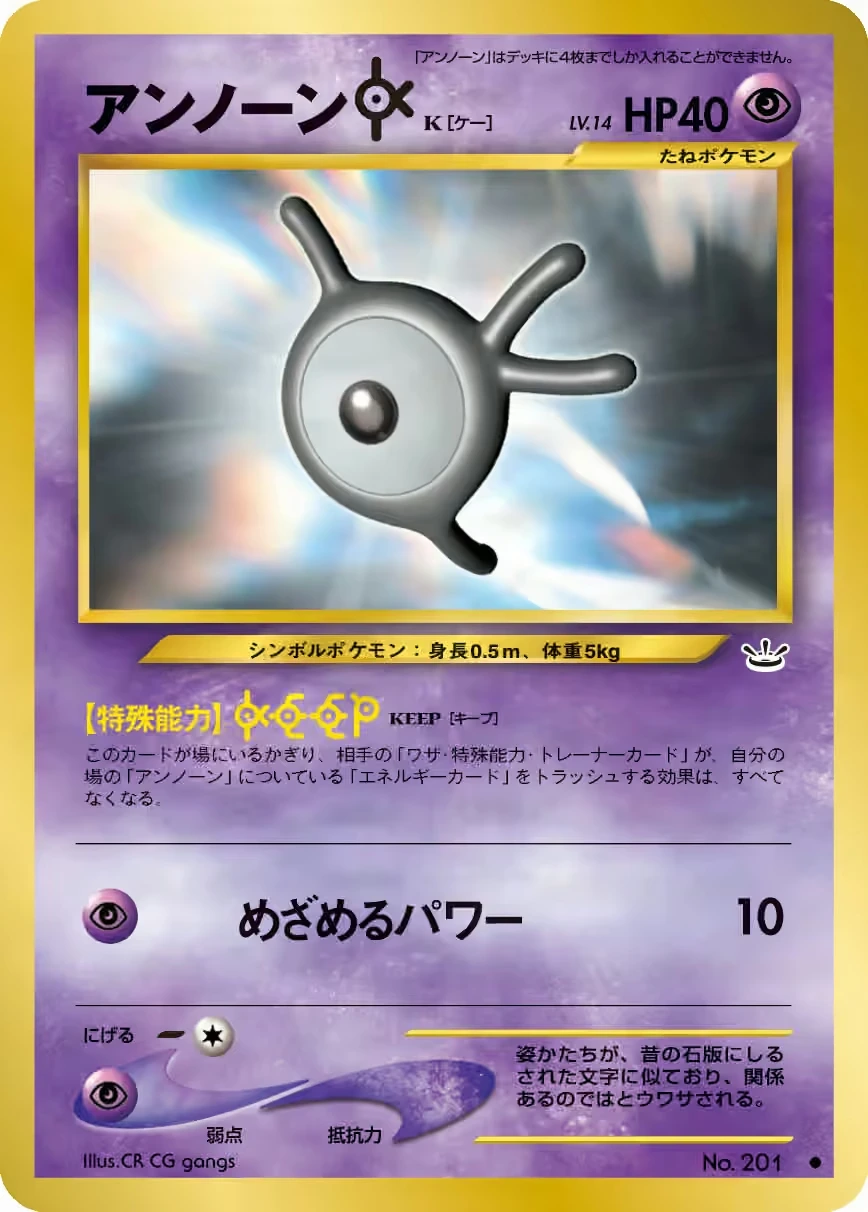 「アンノーン」はデッキに4枚までしか入れることができません。
アンノーン K [ケー] LV.14 HP40
たねポケモン
シンボルポケモン：身長0.5m、体重5kg
【特殊能力】 KEEP [キープ]
このカードが場にいるかぎり、相手の「ワザ・特殊能力・トレーナーカード」が、自分の
場の「アンノーン」についている「エネルギーカード」をトラッシュする効果は、すべて
なくなる。
めざめるパワー 10
にげる
姿かたちが、昔の石版にしる
された文字に似ており、関係
あるのではとウワサされる。
弱点 抵抗力
Illus.CR CG gangs No. 201